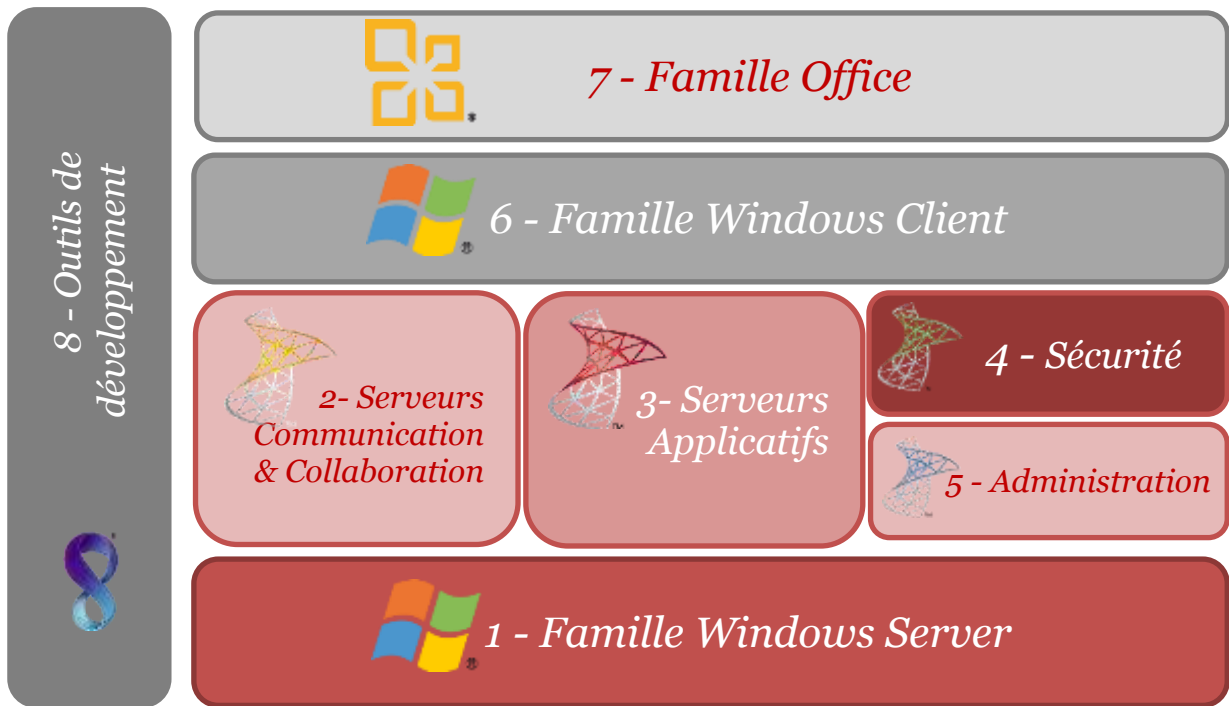 8 - Outils de
développement
7 - Famille Office
6 - Famille Windows Client
2- Serveurs
Communication
& Collaboration
3- Serveurs
Applicatifs
4 - Sécurité
5 - Administration
1 - Famille Windows Server